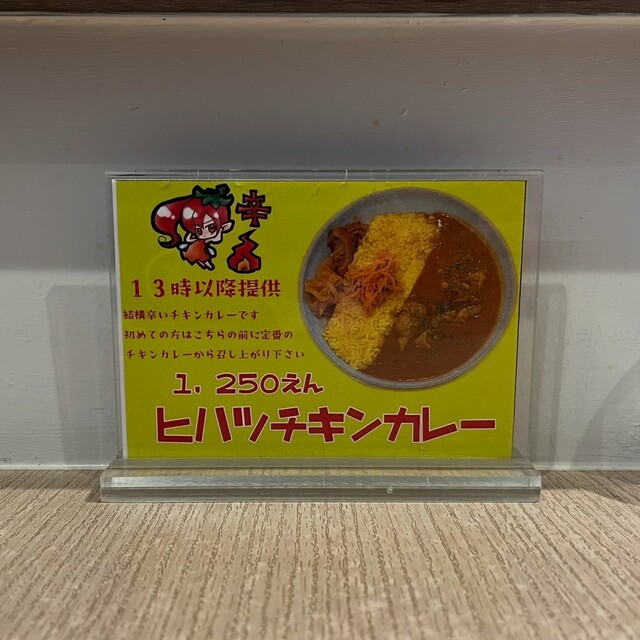 辛
13時以降提供
結構辛いチキンカレーです
初めての方はこちらの前に定番の
チキンカレーから召し上がり下さい
1,250えん
ヒハツチキンカレー